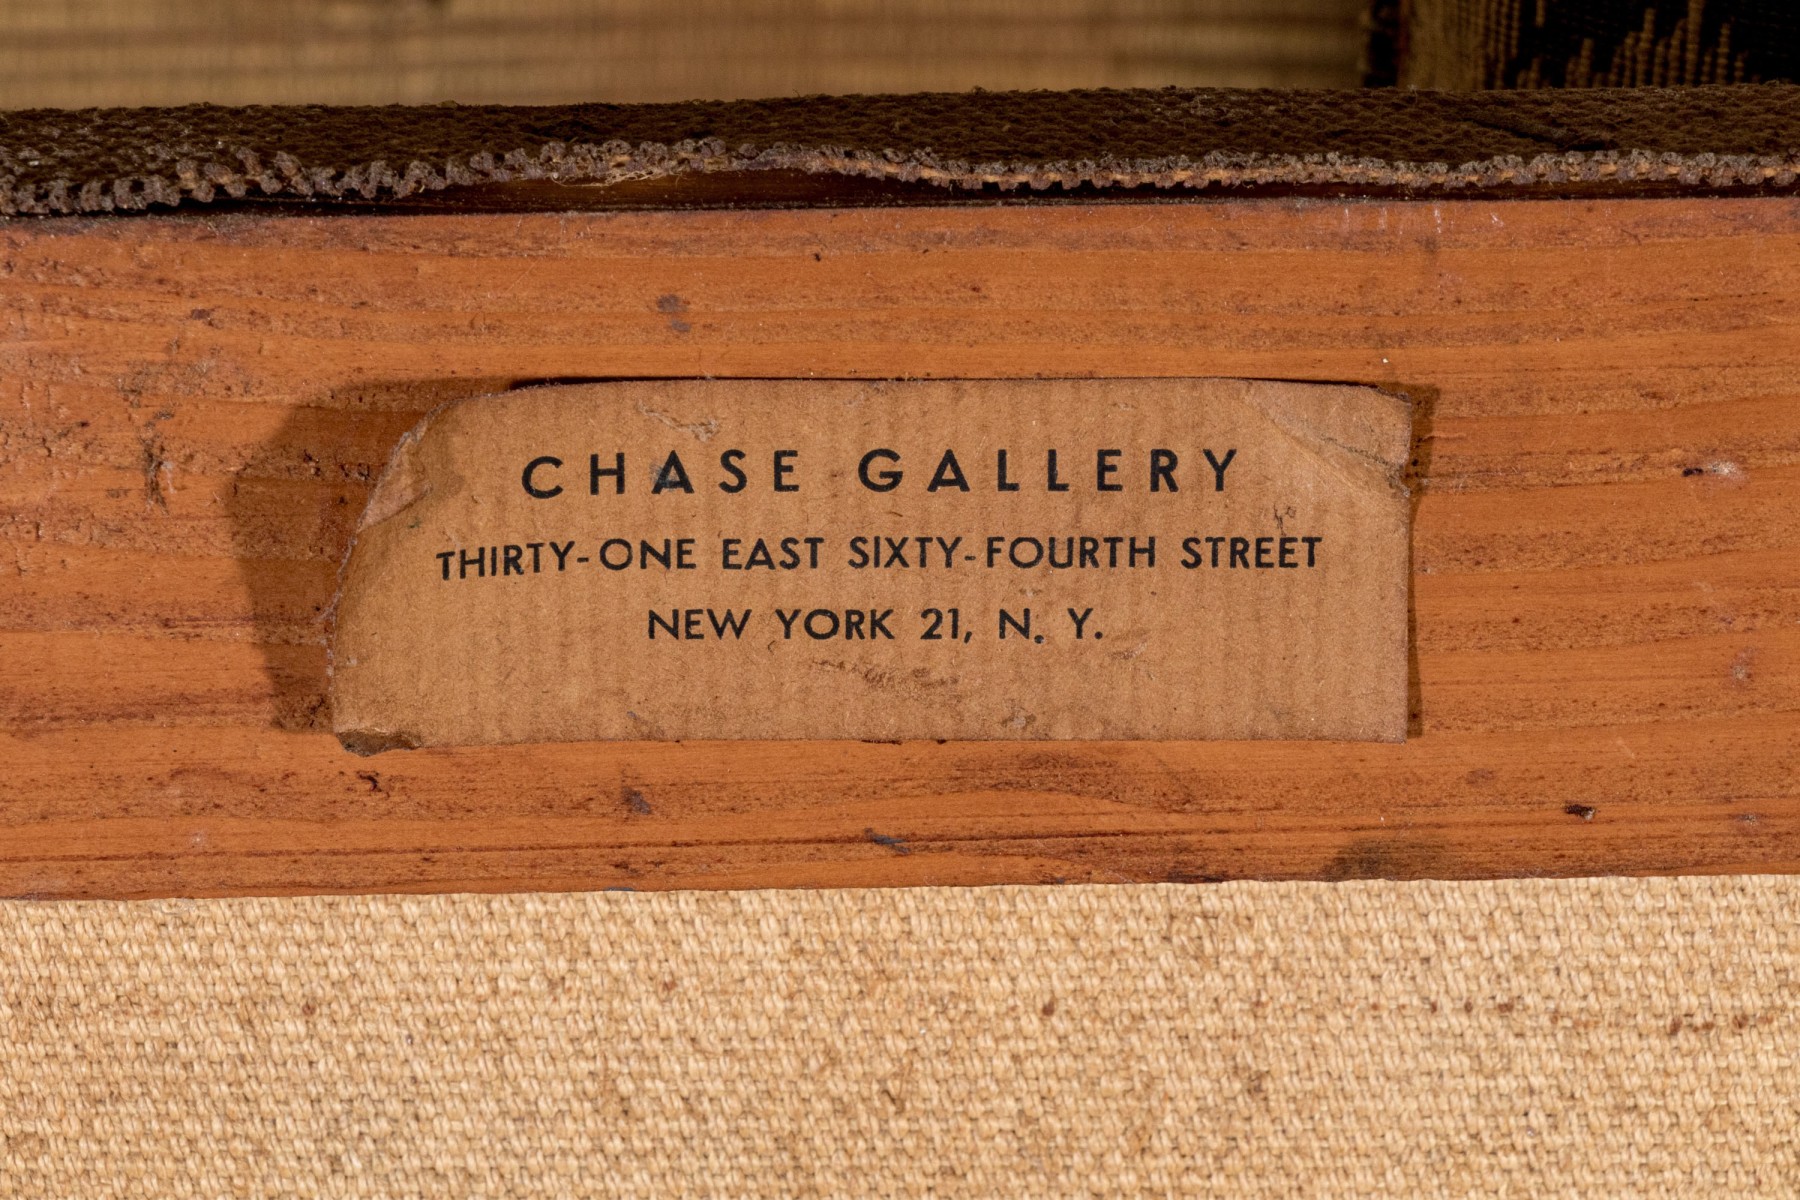 CHASE GALLERY
THIRTY-ONE EAST SIXTY-FOURTH STREET
NEW YORK 21, N. Y.